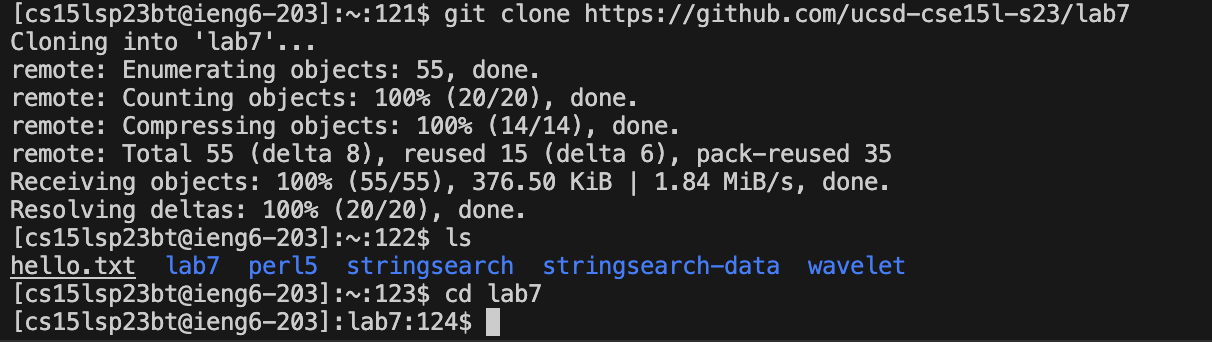 [cs15lsp23bt@ieng6-203]:~:121$ git clone https://github.com/ucsd-cse15l-s23/lab7
Cloning into 'lab7'...
remote: Enumerating objects: 55, done.
remote: Counting objects: 100% (20/20), done.
remote: Compressing objects: 100% (14/14), done.
remote: Total 55 (delta 8), reused 15 (delta 6), pack-reused 35
Receiving objects: 100% (55/55), 376.50 KiB | 1.84 MiB/s, done.
Resolving deltas: 100% (20/20), done.
[cs15lsp23bt@ieng6-203]:~:122$ ls
hello.txt  lab7  perl5  stringsearch  stringsearch-data  wavelet
[cs15lsp23bt@ieng6-203]:~:123$ cd lab7
[cs15lsp23bt@ieng6-203]:lab7:124$